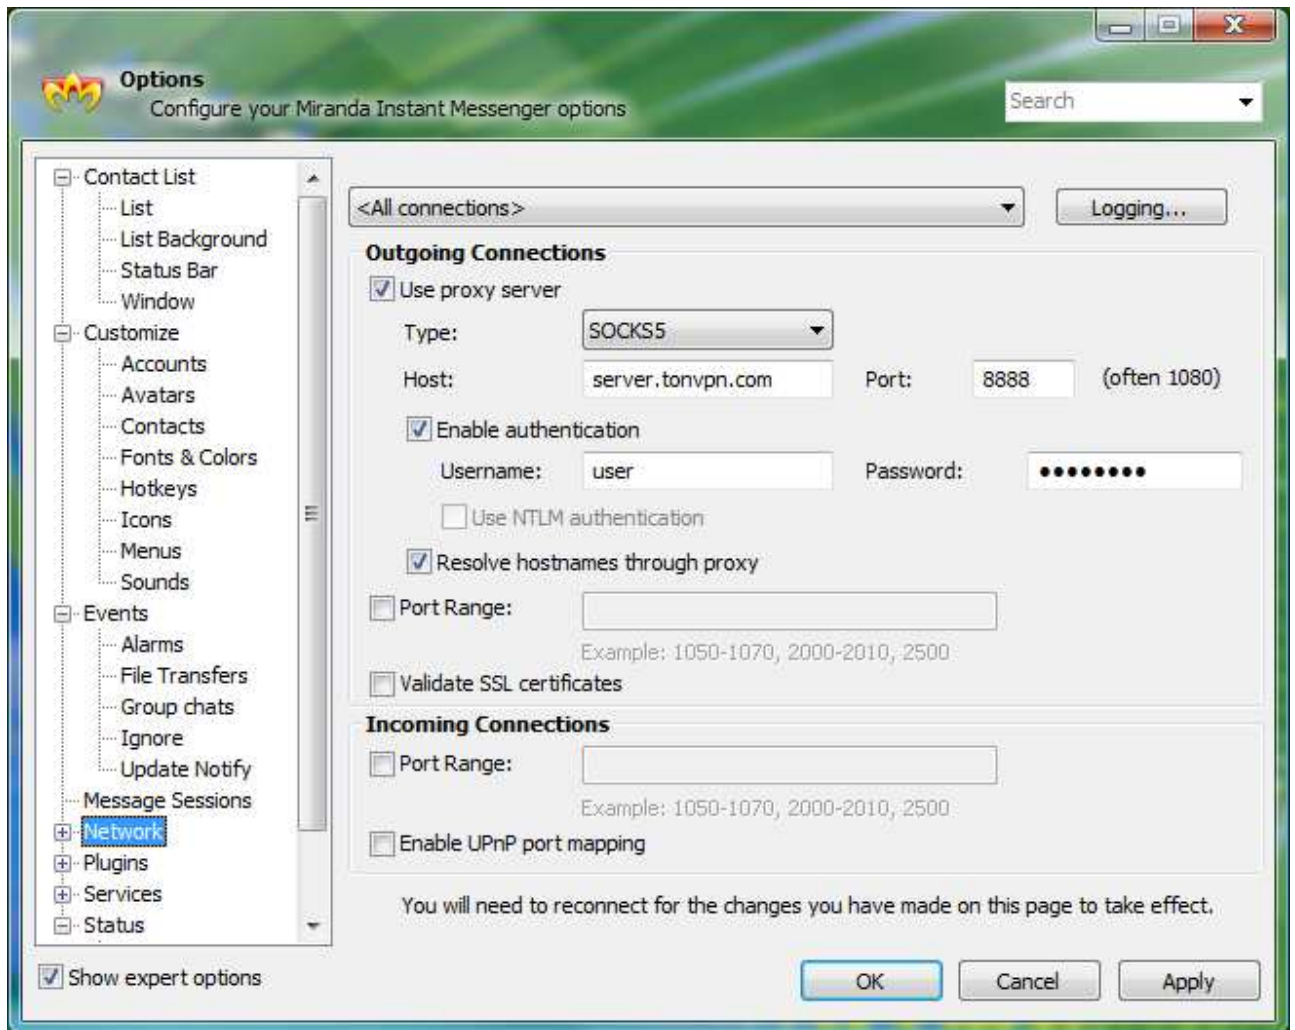 Options
Configure your Miranda Instant Messenger options
Search
Contact List
List
List Background
Status Bar
Window
Customize
Accounts
Avatars
Contacts
Fonts & Colors
Hotkeys
Icons
Menus
Sounds
Events
Alarms
File Transfers
Group chats
Ignore
Update Notify
Message Sessions
Network
Plugins
Services
Status
Show expert options
<All connections>
Logging...
Outgoing Connections
Use proxy server
Type: SOCKS5
Host: server.tonvpn.com Port: 8888 (often 1080)
Enable authentication
Username: user Password: ●●●●●●●●
Use NTLM authentication
Resolve hostnames through proxy
Port Range:
Example: 1050-1070, 2000-2010, 2500
Validate SSL certificates
Incoming Connections
Port Range:
Example: 1050-1070, 2000-2010, 2500
Enable UPnP port mapping
You will need to reconnect for the changes you have made on this page to take effect.
OK Cancel Apply